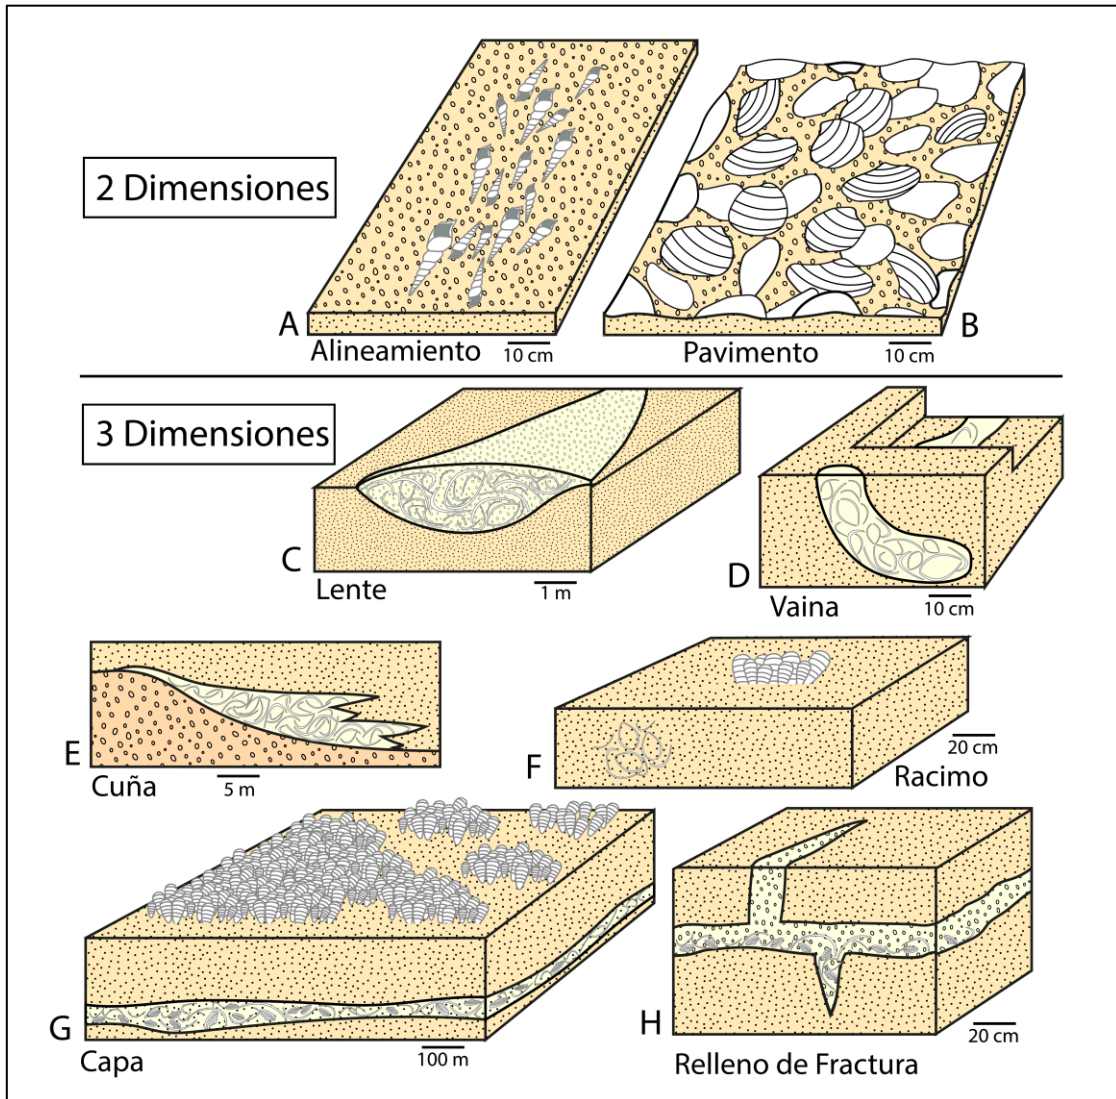 2 Dimensiones
A
Alineamiento
10 cm
B
Pavimento
10 cm
3 Dimensiones
C
Lente
1 m
D
Vaina
10 cm
E
Cuña
5 m
F
Racimo
20 cm
G
Capa
100 m
H
Relleno de Fractura
20 cm